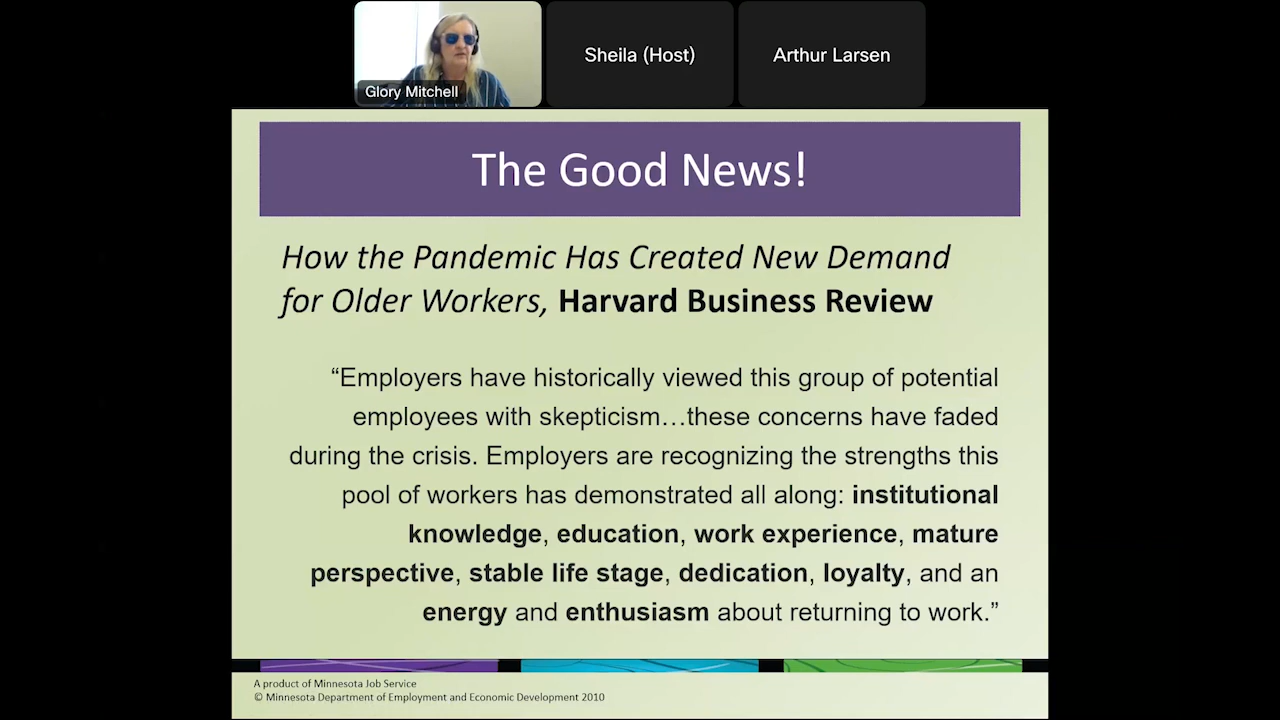 Glory Mitchell
Sheila (Host)
Arthur Larsen
The Good News!
How the Pandemic Has Created New Demand
for Older Workers, Harvard Business Review
“Employers have historically viewed this group of potential
employees with skepticism…these concerns have faded
during the crisis. Employers are recognizing the strengths this
pool of workers has demonstrated all along: institutional
knowledge, education, work experience, mature
perspective, stable life stage, dedication, loyalty, and an
energy and enthusiasm about returning to work.”
A product of Minnesota Job Service
© Minnesota Department of Employment and Economic Development 2010